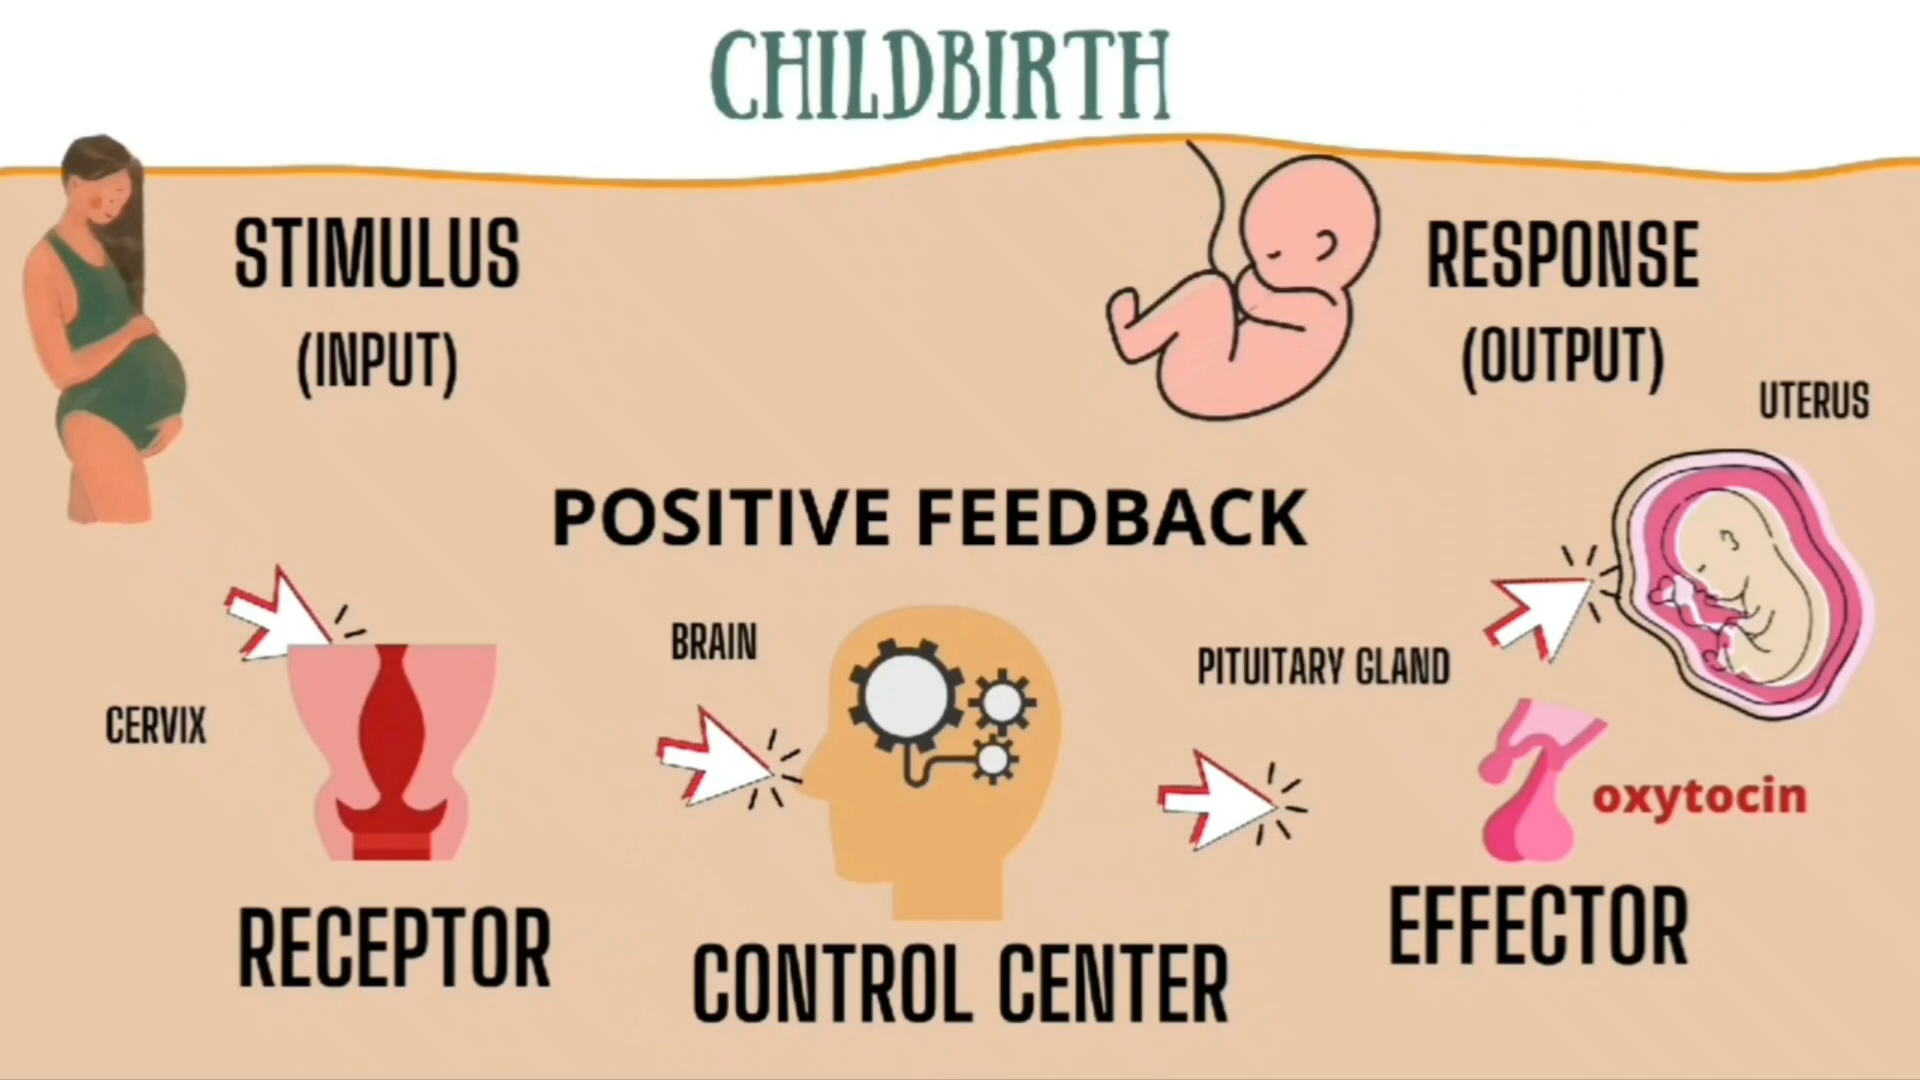 CHILDBIRTH
STIMULUS
(INPUT)
RESPONSE
(OUTPUT)
UTERUS
POSITIVE FEEDBACK
CERVIX
BRAIN
PITUITARY GLAND
oxytocin
RECEPTOR
CONTROL CENTER
EFFECTOR